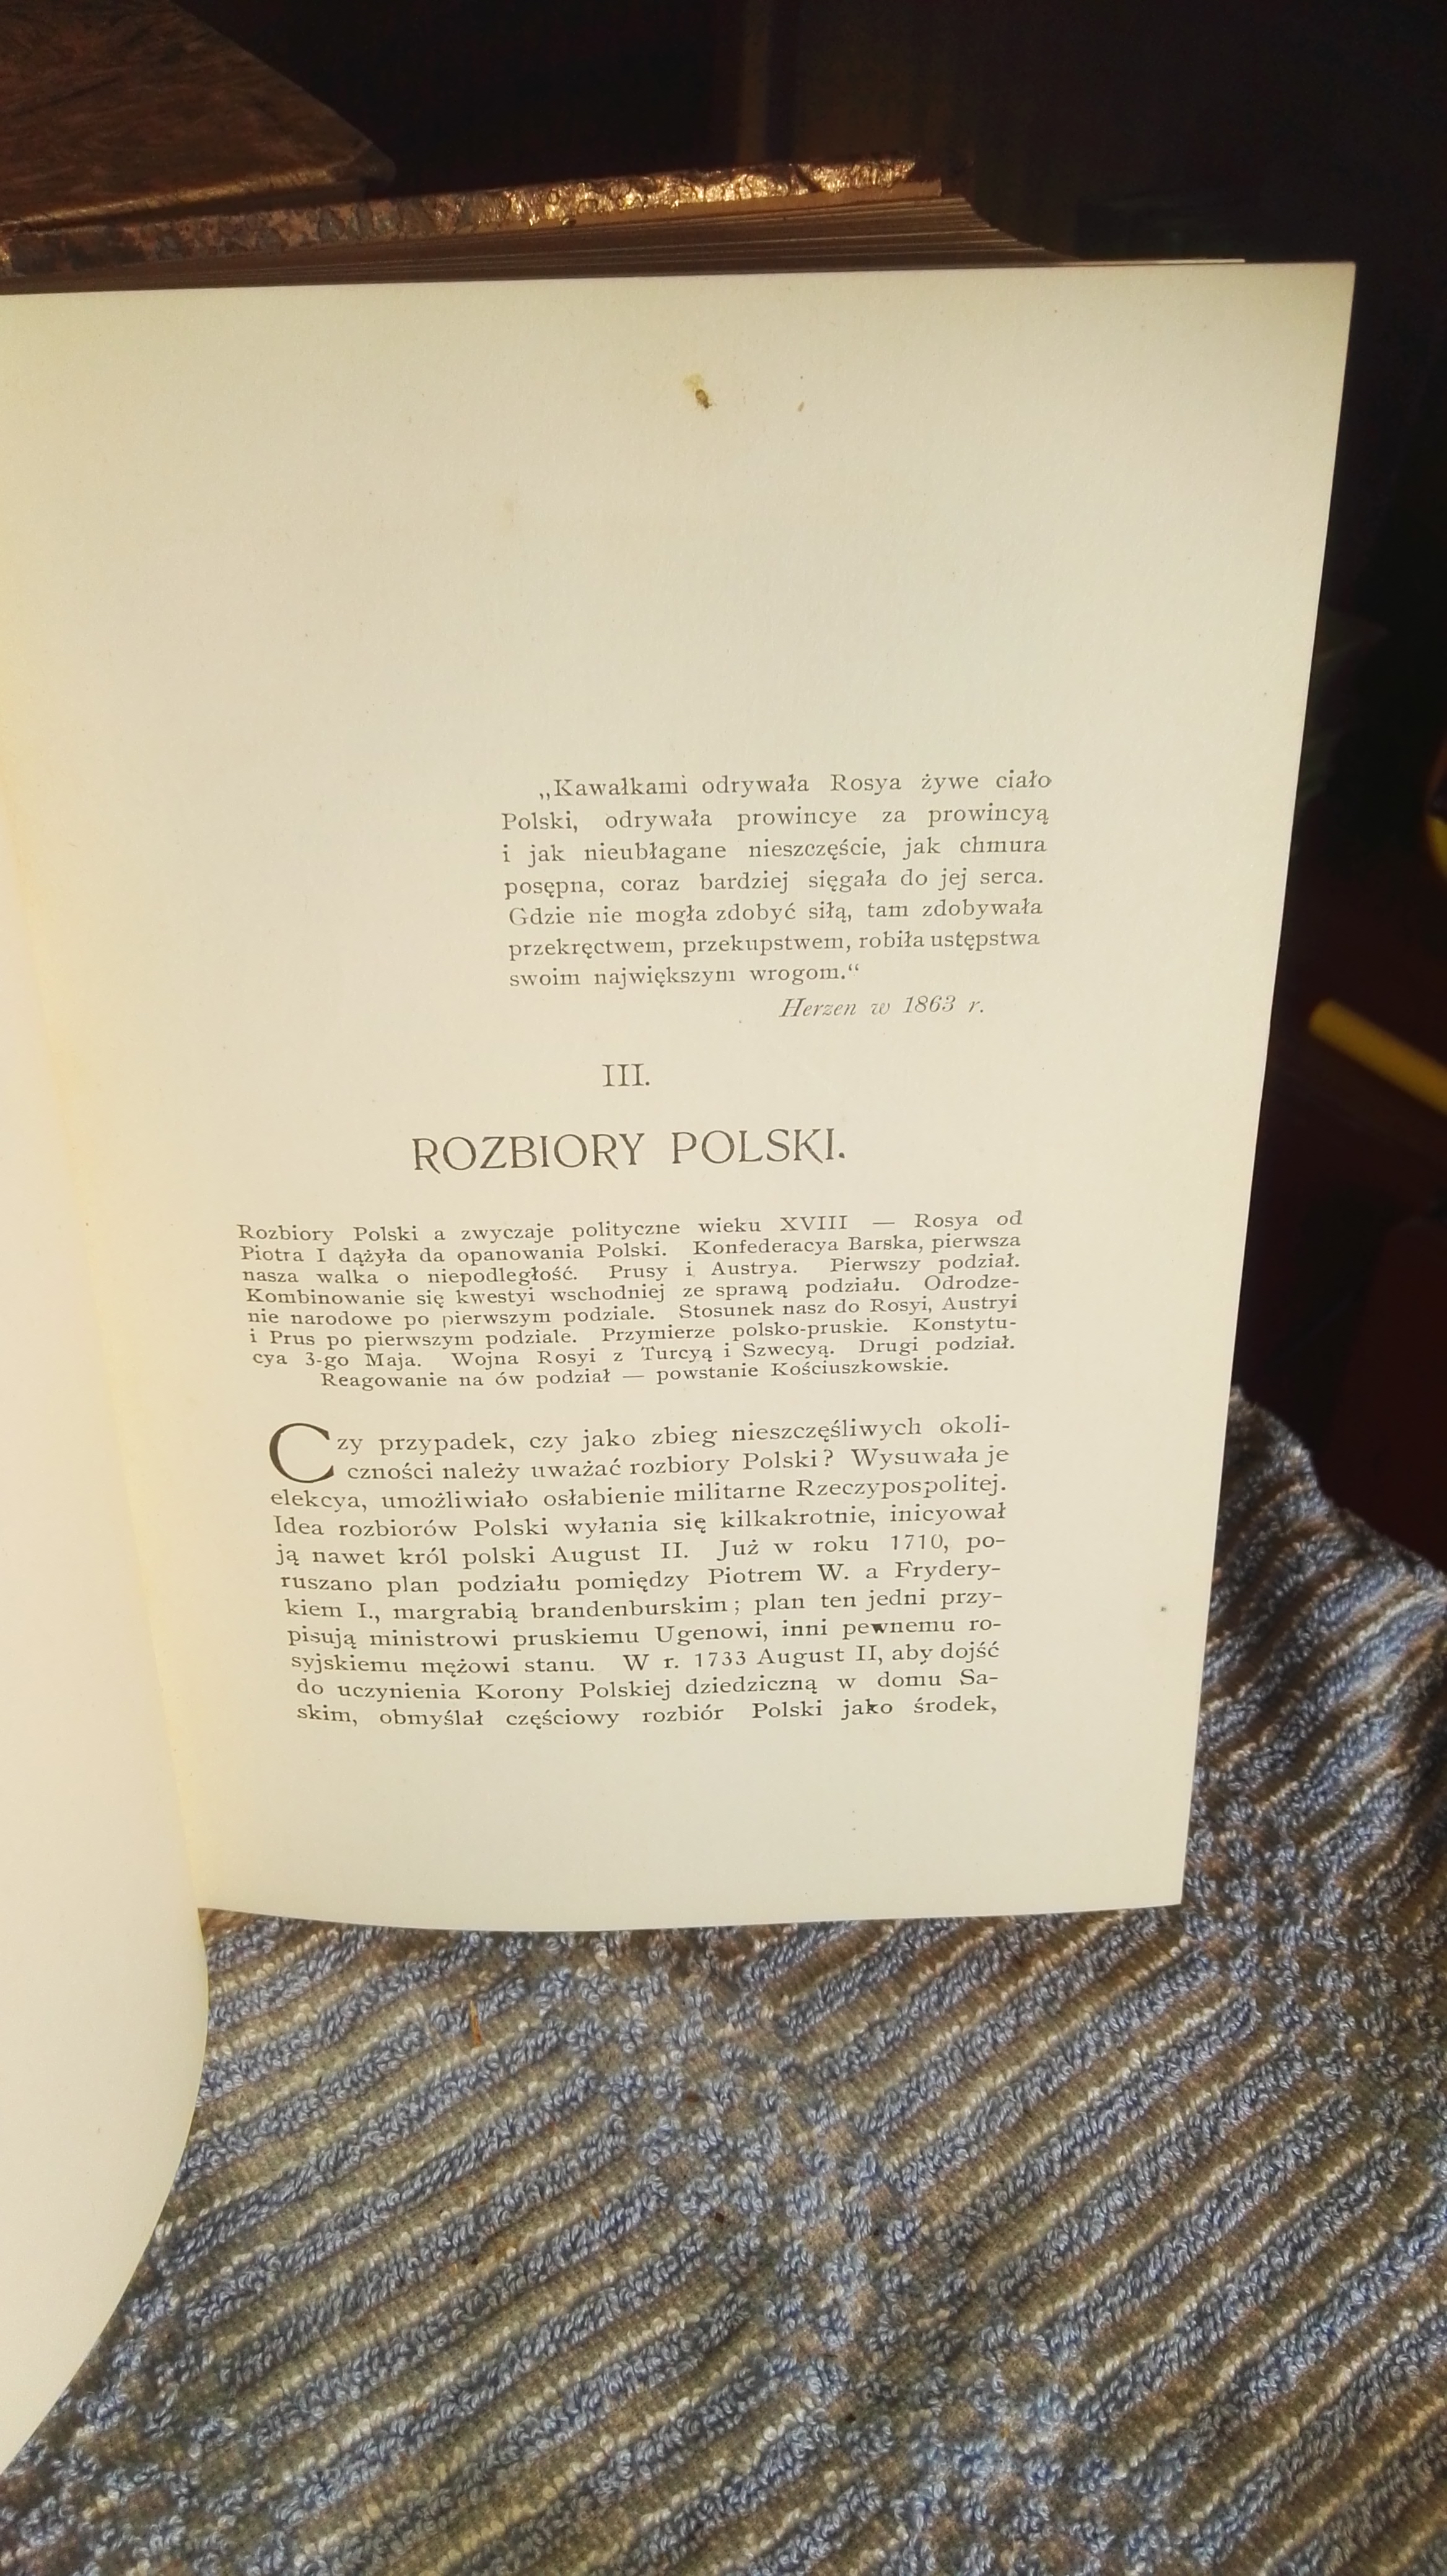 „Kawałkami odrywała Rosya żywe ciało
Polski, odrywała prowincye za prowincyą
i jak nieubłagane nieszczęście, jak chmura
posępna, coraz bardziej sięgała do jej serca.
Gdzie nie mogła zdobyć siłą, tam zdobywała
przekręctwem, przekupstwem, robiła ustępstwa
swoim największym wrogom.“
Herzen w 1863 r.
III.
ROZBIORY POLSKI.
Rozbiory Polski a zwyczaje polityczne wieku XVIII — Rosya od
Piotra I dążyła da opanowania Polski. Konfederacya Barska, pierwsza
nasza walka o niepodległość. Prusy i Austrya. Pierwszy podział.
Kombinowanie się kwestyi wschodniej ze sprawą podziału. Odrodze-
nie narodowe po pierwszym podziale. Stosunek nasz do Rosyi, Austryi
i Prus po pierwszym podziale. Przymierze polsko-pruskie. Konstytu-
cya 3-go Maja. Wojna Rosyi z Turcyą i Szwecyą. Drugi podział.
Reagowanie na ów podział — powstanie Kościuszkowskie.
Czy przypadek, czy jako zbieg nieszczęśliwych okoli-
czności należy uważać rozbiory Polski? Wysuwała je
elekcya, umożliwiało osłabienie militarne Rzeczypospolitej.
Idea rozbiorów Polski wyłania się kilkakrotnie, inicyował
ją nawet król polski August II. Już w roku 1710, po-
ruszano plan podziału pomiędzy Piotrem W. a Frydery-
kiem I., margrabią brandenburskim; plan ten jedni przy-
pisują ministrowi pruskiemu Ugenowi, inni pewnemu ro-
syjskiemu mężowi stanu. W r. 1733 August II, aby dojść
do uczynienia Korony Polskiej dziedziczną w domu Sa-
skim, obmyślał częściowy rozbiór Polski jako środek,